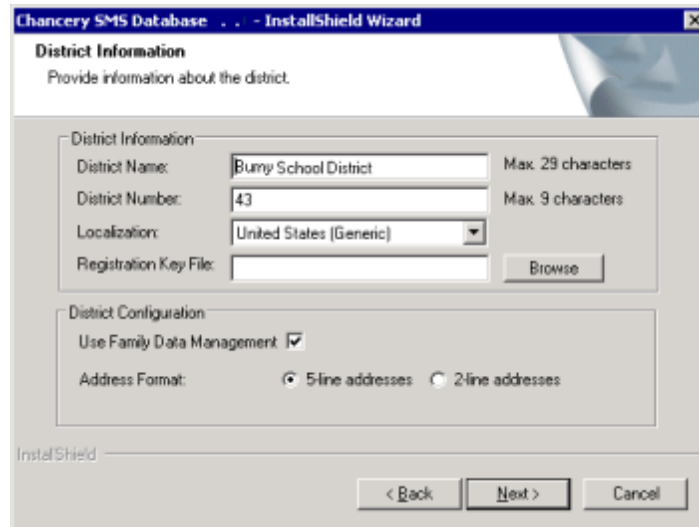 Chancery SMS Database . . - InstallShield Wizard
District Information
Provide information about the district.
District Information
District Name: Burny School District Max. 29 characters
District Number: 43 Max. 9 characters
Localization: United States (Generic)
Registration Key File: Browse
District Configuration
Use Family Data Management
Address Format: 5-line addresses 2-line addresses
InstallShield
< Back Next > Cancel